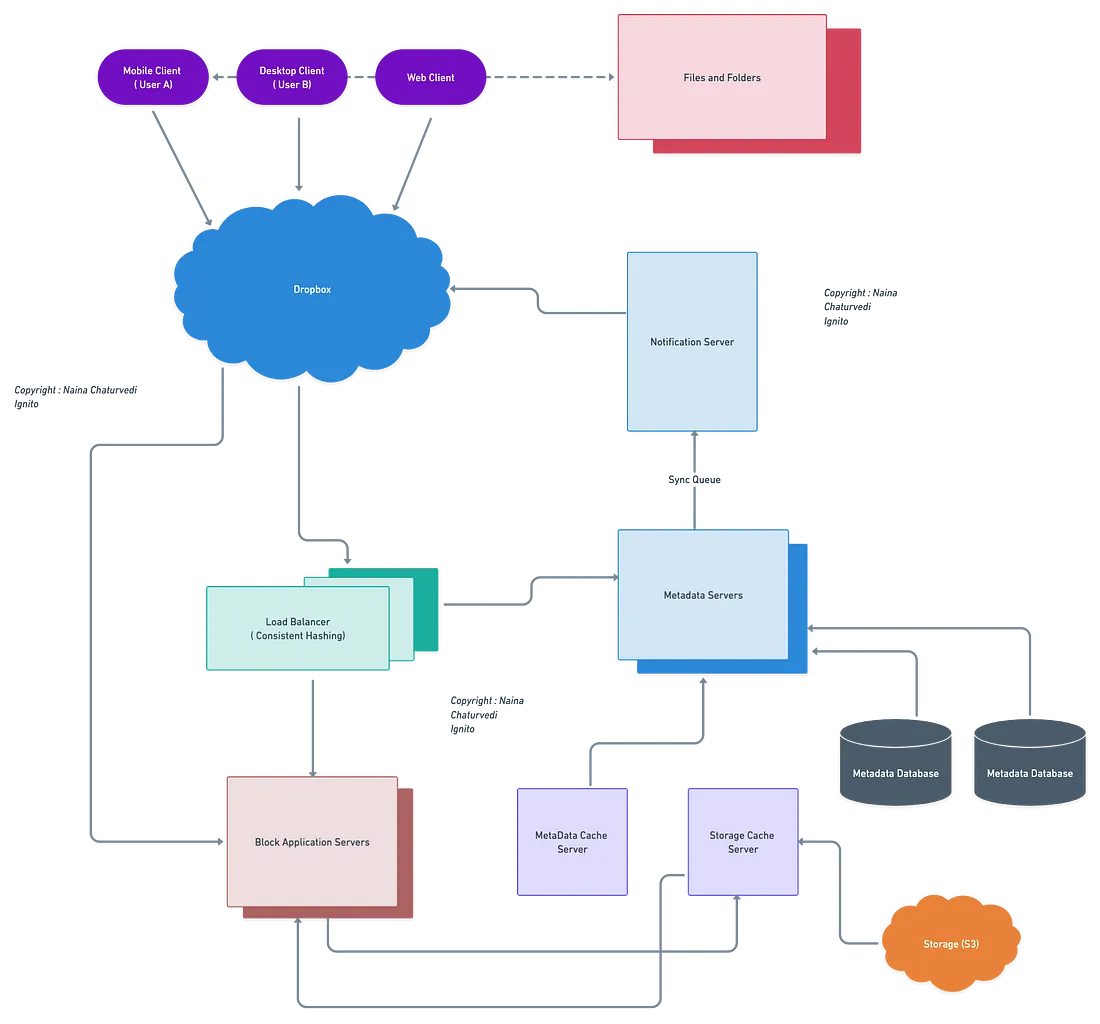 Mobile Client
( User A)
Desktop Client
( User B)
Web Client
Files and Folders
Dropbox
Copyright : Naina
Chaturvedi
Ignito
Notification Server
Copyright : Naina Chaturvedi
Ignito
Sync Queue
Metadata Servers
Load Balancer
( Consistent Hashing)
Copyright : Naina
Chaturvedi
Ignito
Metadata Database
Metadata Database
Block Application Servers
MetaData Cache
Server
Storage Cache
Server
Storage (S3)